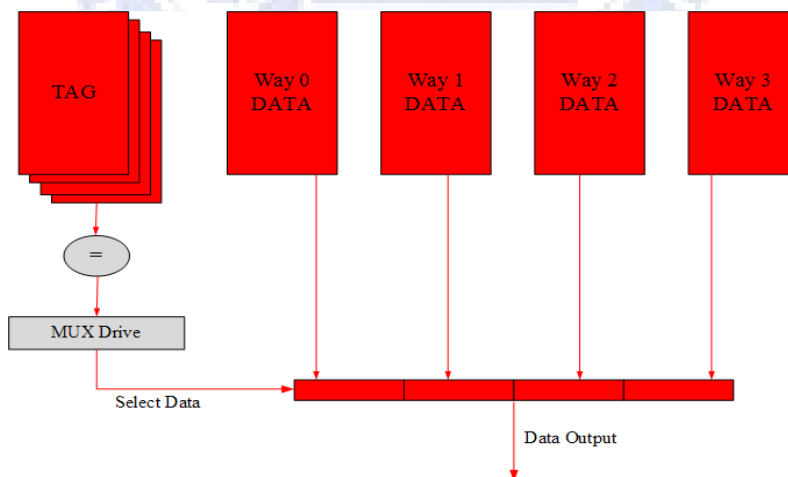 TAG
Way 0
DATA
Way 1
DATA
Way 2
DATA
Way 3
DATA
=
MUX Drive
Select Data
Data Output